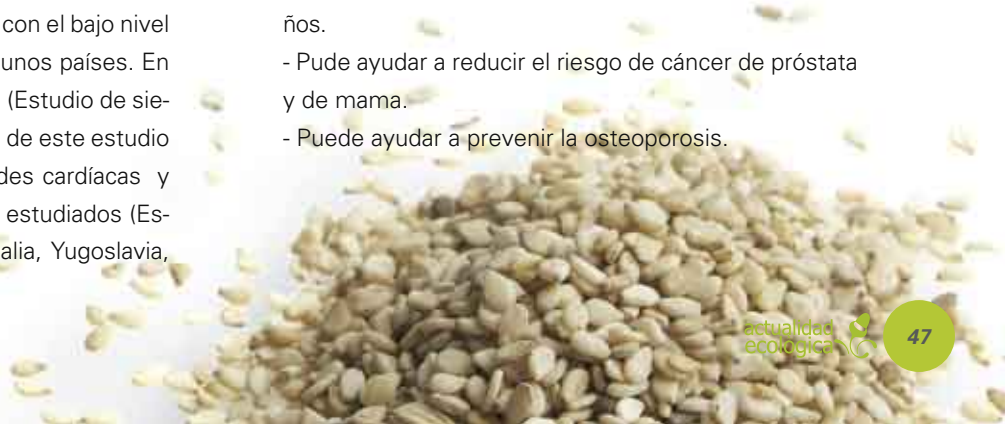 con el bajo nivel
unos países. En
(Estudio de sie-
de este estudio
des cardíacas y
estudiados (Es-
alia, Yugoslavia,
ños.
- Pude ayudar a reducir el riesgo de cáncer de próstata
y de mama.
- Puede ayudar a prevenir la osteoporosis.
actualidad
ecológica
47